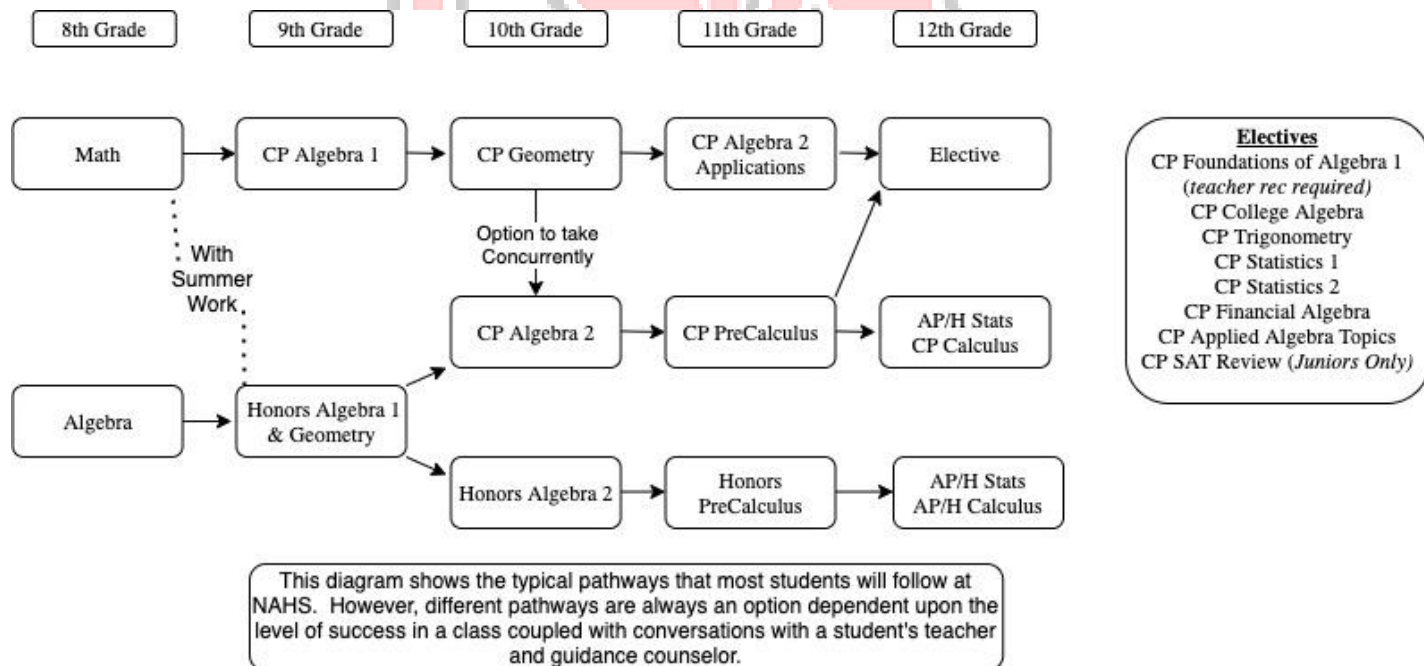 8th Grade
9th Grade
10th Grade
11th Grade
12th Grade
Math
CP Algebra 1
CP Geometry
CP Algebra 2
Applications
Elective
With
Summer
Work
Option to take
Concurrently
CP Algebra 2
CP PreCalculus
AP/H Stats
CP Calculus
Algebra
Honors Algebra 1
& Geometry
Honors Algebra 2
Honors
PreCalculus
AP/H Stats
AP/H Calculus
Electives
CP Foundations of Algebra 1
(teacher rec required)
CP College Algebra
CP Trigonometry
CP Statistics 1
CP Statistics 2
CP Financial Algebra
CP Applied Algebra Topics
CP SAT Review (Juniors Only)
This diagram shows the typical pathways that most students will follow at
NAHS.  However, different pathways are always an option dependent upon the
level of success in a class coupled with conversations with a student's teacher
and guidance counselor.